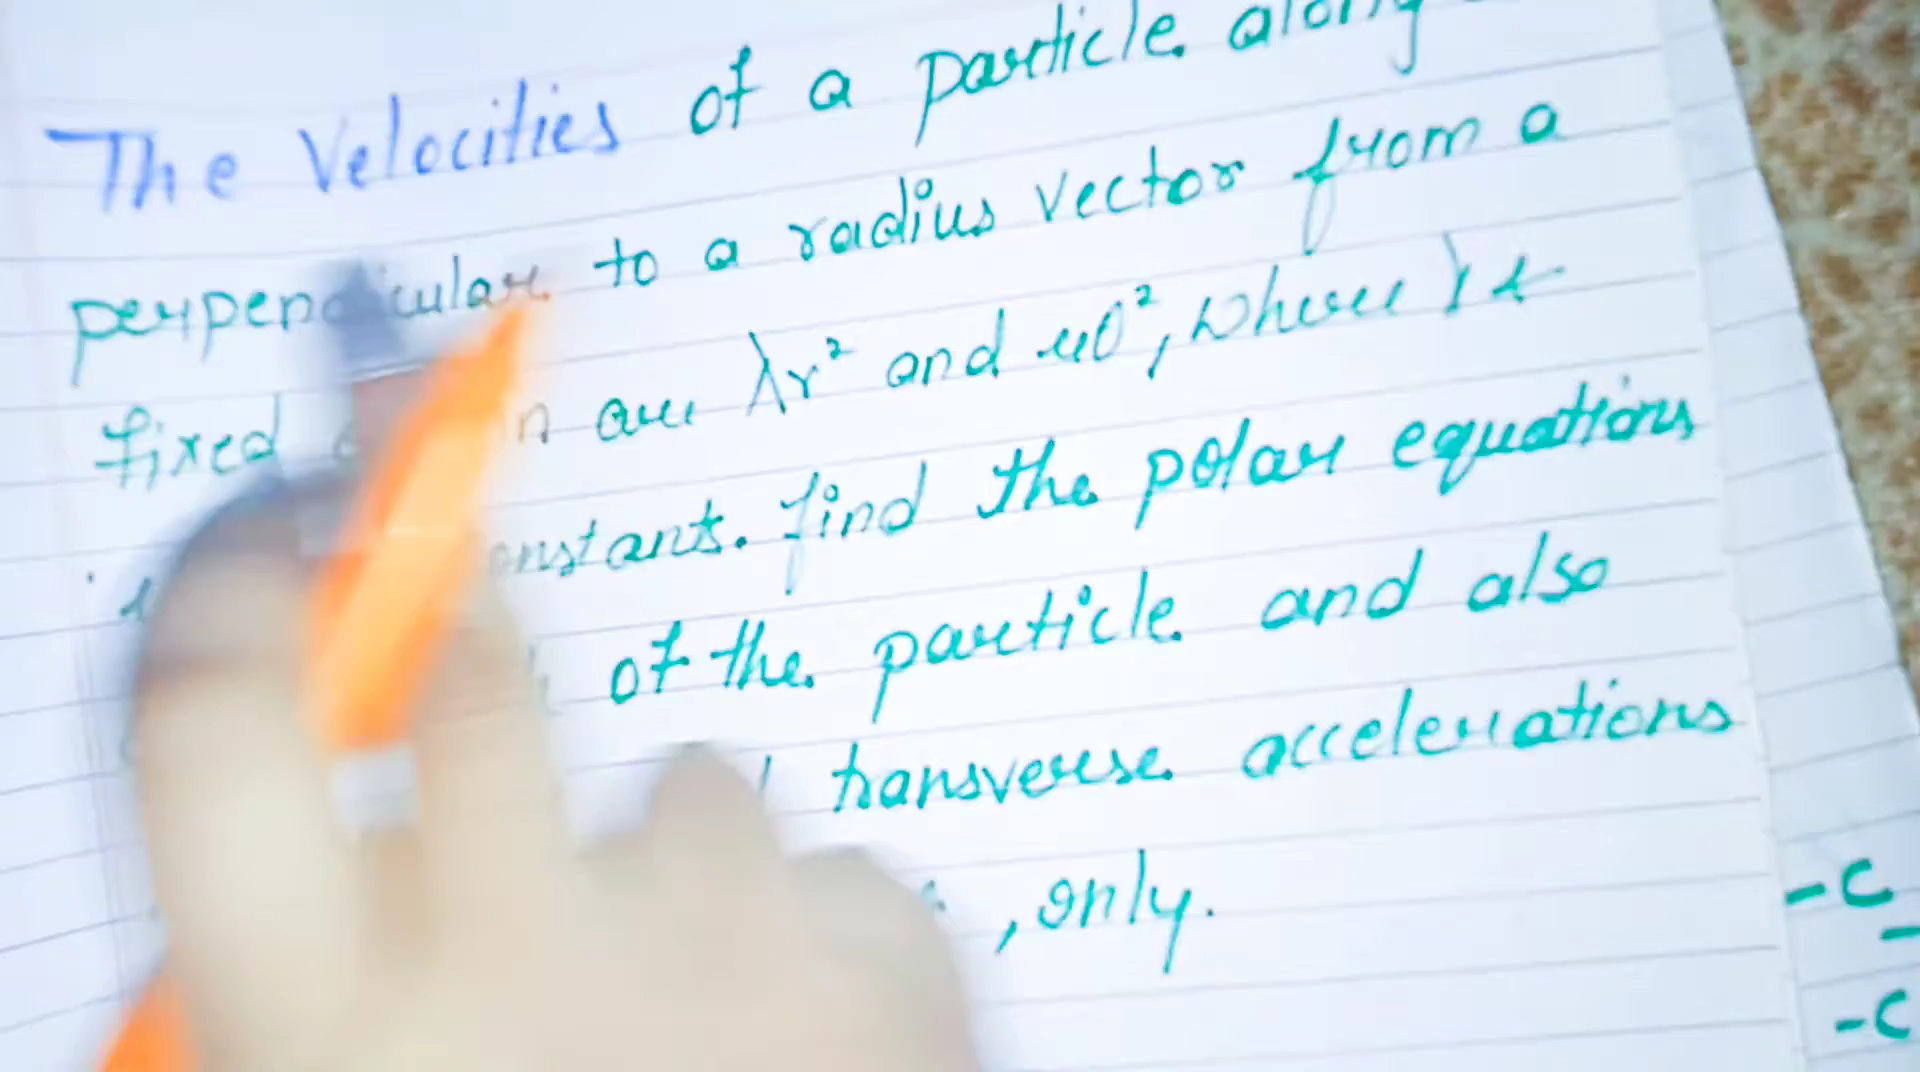 The Velocities of a particle along
perpendicular to a radius vector from a
fixed are λr² and μθ², where λ &
constants. find the polar equations
of the particle and also
transverse accelerations
, only.
-C
-C